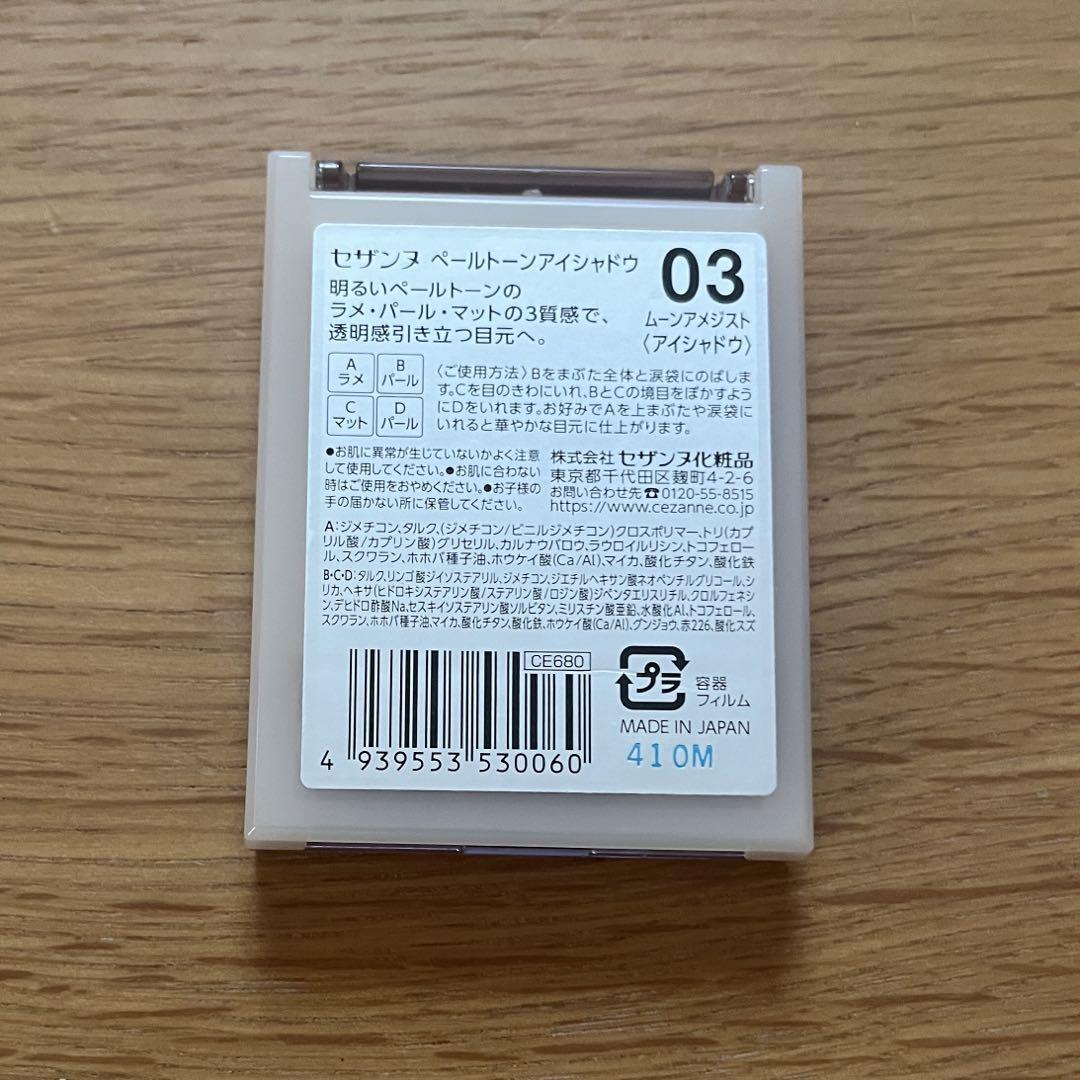 セザンヌ ペールトーンアイシャドウ
03
ムーンアメジスト
〈アイシャドウ〉
明るいペールトーンの
ラメ・パール・マットの3質感で、
透明感引き立つ目元へ。
A
ラメ
B
パール
C
マット
D
パール
〈ご使用方法〉Bをまぶた全体と涙袋にのばしま
す。Cを目のきわにいれ、BとCの境目をぼかすよう
にDをいれます。お好みでAを上まぶたや涙袋に
いれると華やかな目元に仕上がります。
●お肌に異常が生じていないかよく注意
して使用してください。●お肌に合わない
時はご使用をおやめください。●お子様の
手の届かない所に保管してください。
株式会社 セザンヌ化粧品
東京都千代田区麹町4-2-6
お問い合わせ先☎0120-55-8515
https://www.cezanne.co.jp
A:ジメチコン、タルク、(ジメチコン/ビニルジメチコン)クロスポリマー、トリ(カプ
リル酸/カプリン酸)グリセリル、カルナウバロウ、ラウロイルリシン、トコフェロー
ル、スクワラン、ホホバ種子油、ホウケイ酸(Ca/Al)、マイカ、酸化チタン、酸化鉄
B・C・D:タルク、リンゴ酸ジイソステアリル、ジメチコン、ジエチルヘキサン酸ネオペンチルグリコール、シ
リカ、ヘキサ(ヒドロキシステアリン酸/ステアリン酸/ロジン酸)ジペンタエリスリチル、クロルフェネシ
ン、デヒドロ酢酸Na、セスキイソステアリン酸ソルビタン、ミリスチン酸亜鉛、水酸化Al、トコフェロール、
スクワラン、ホホバ種子油、マイカ、酸化チタン、酸化鉄、ホウケイ酸(Ca/Al)、グンジョウ、赤226、酸化スズ
CE680
4 939553 530060
プラ
容器
フィルム
MADE IN JAPAN
410M